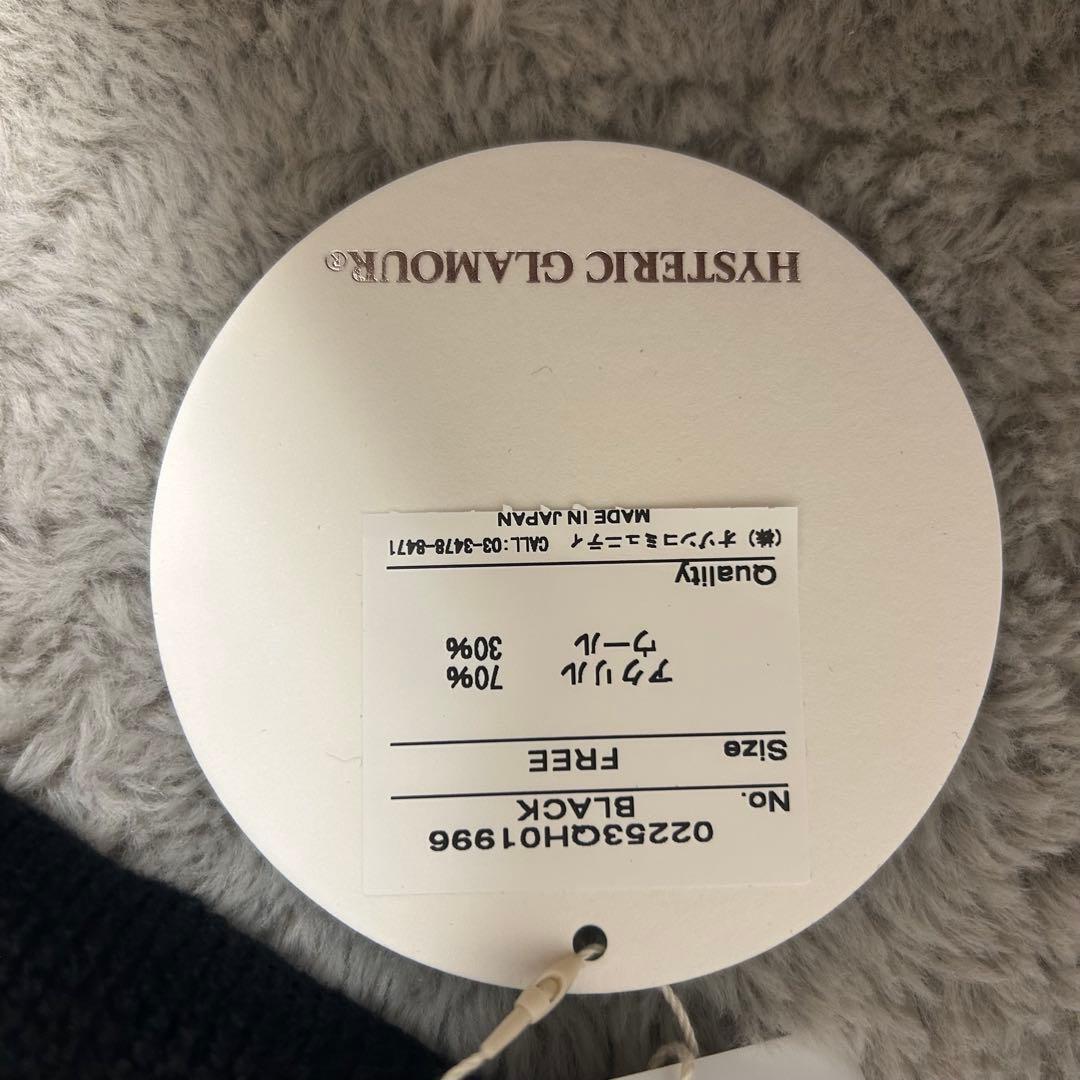 02253QH01996
No. BLACK
Size FREE
アクリル 70%
ウール 30%
Quality
(株) オゾンコミュニティ CALL:03-3478-8471
MADE IN JAPAN
HYSTERIC GLAMOUR®